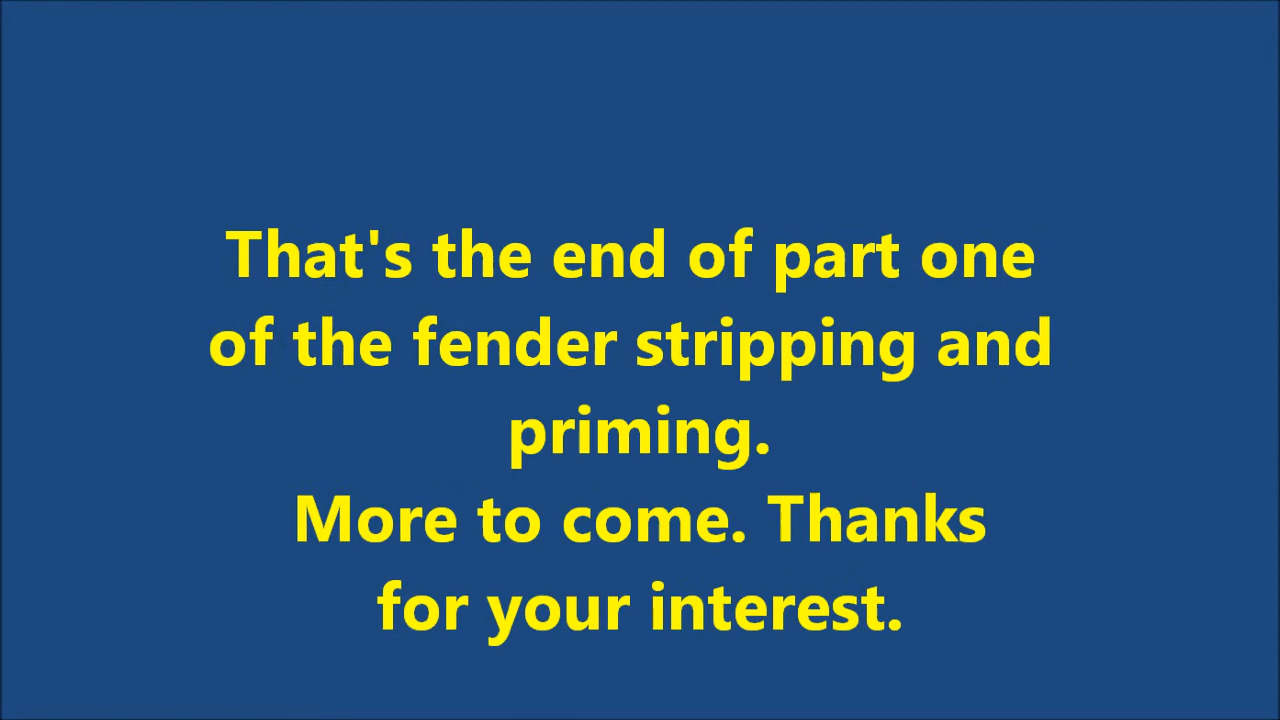 That's the end of part one
of the fender stripping and
priming.
More to come. Thanks
for your interest.